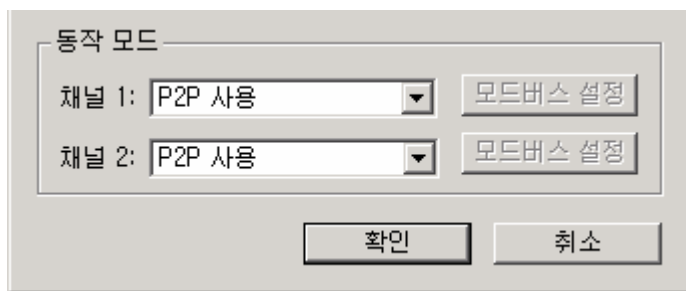 동작 모드
채널 1: P2P 사용 모드버스 설정
채널 2: P2P 사용 모드버스 설정
확인 취소